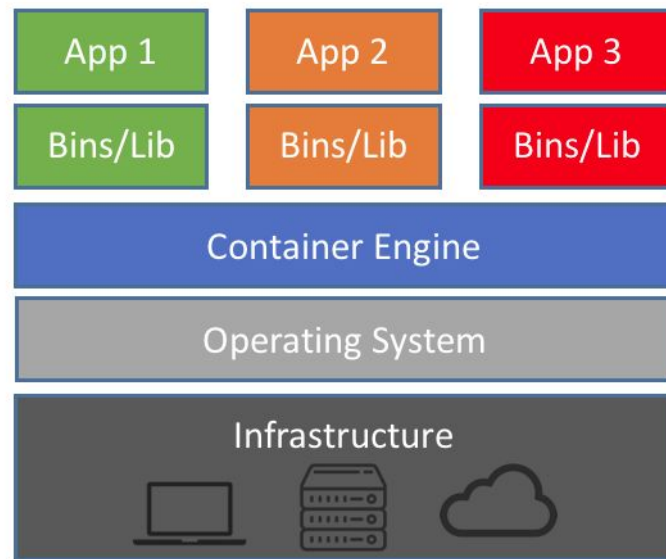 App 1
App 2
App 3
Bins/Lib
Bins/Lib
Bins/Lib
Container Engine
Operating System
Infrastructure